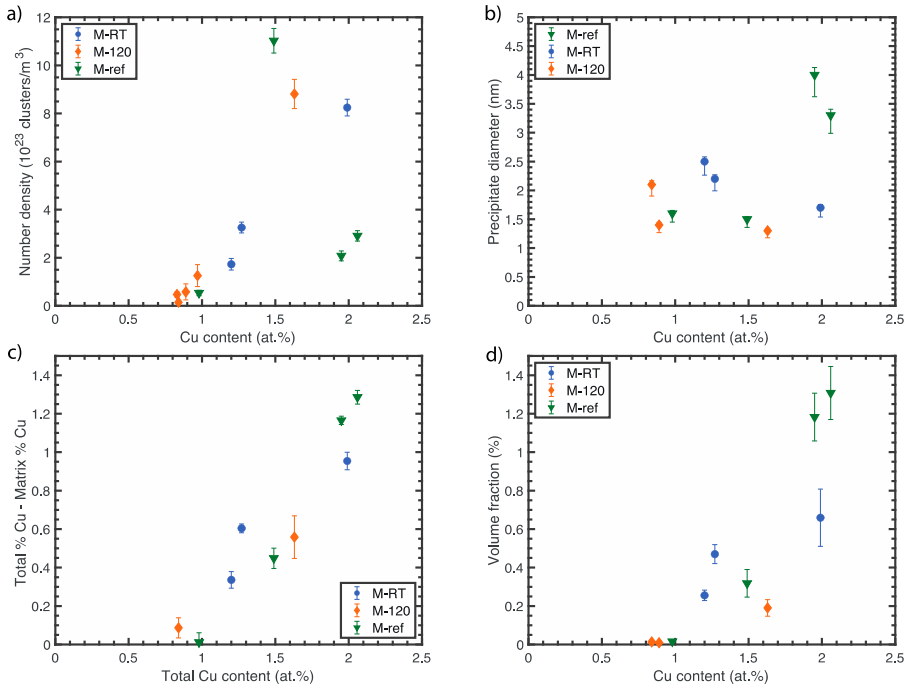 a)
M-RT
M-120
M-ref
Number density (10^23 clusters/m^3)
12
10
8
6
4
2
0
0 0.5 1 1.5 2 2.5
Cu content (at.%)
b)
M-ref
M-RT
M-120
Precipitate diameter (nm)
5
4.5
4
3.5
3
2.5
2
1.5
1
0.5
0
0 0.5 1 1.5 2 2.5
Cu content (at.%)
c)
M-RT
M-120
M-ref
Total % Cu - Matrix % Cu
1.4
1.2
1
0.8
0.6
0.4
0.2
0
0 0.5 1 1.5 2 2.5
Total Cu content (at.%)
d)
M-RT
M-120
M-ref
Volume fraction (%)
1.4
1.2
1
0.8
0.6
0.4
0.2
0
0 0.5 1 1.5 2 2.5
Cu content (at.%)